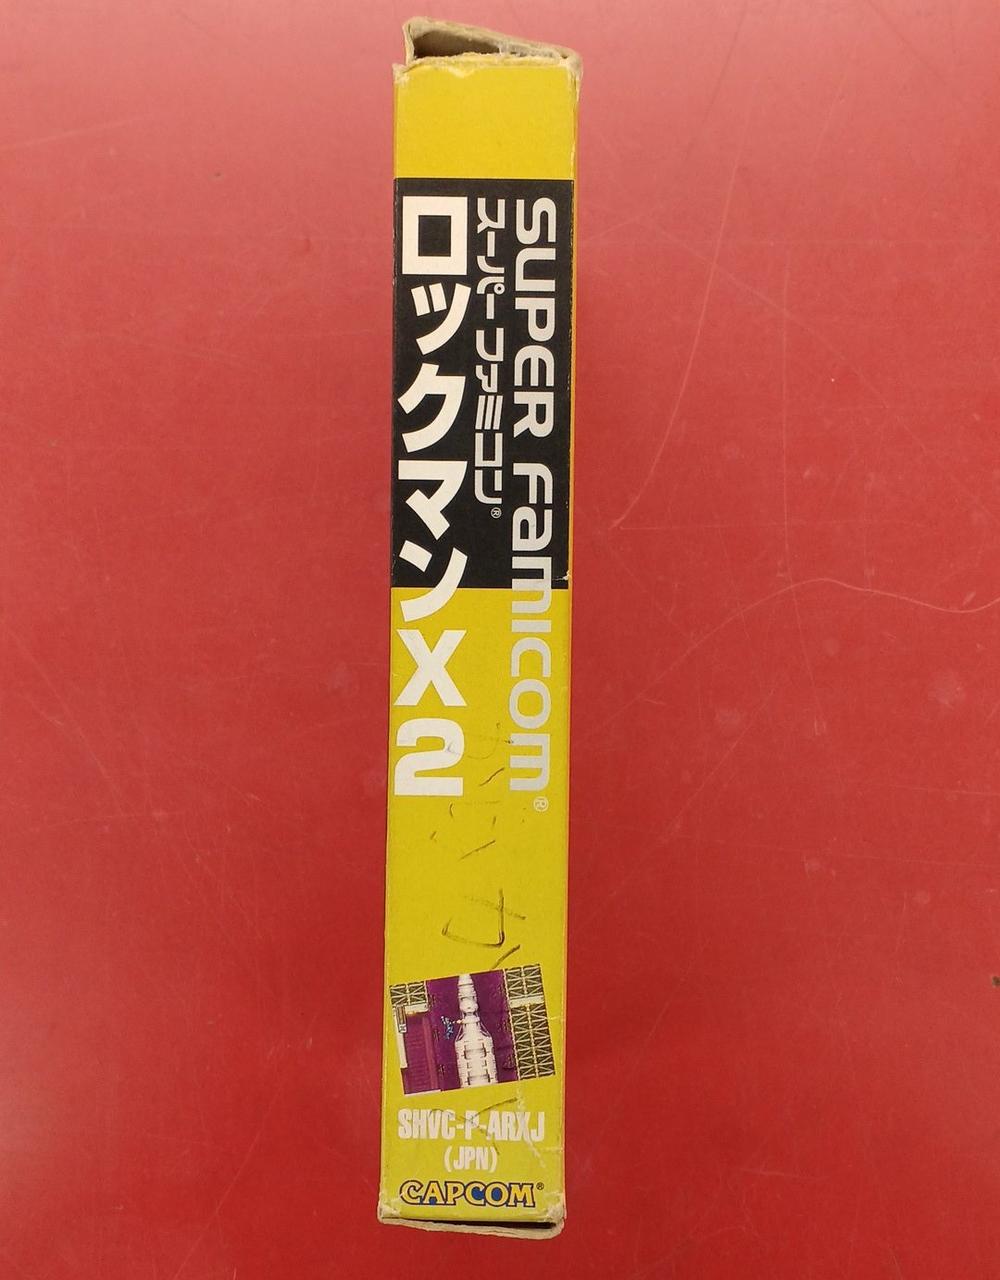 SUPER FAMICOM®
スーパーファミコン®
ロックマンX2
SHVC-P-ARXJ
(JPN)
CAPCOM®